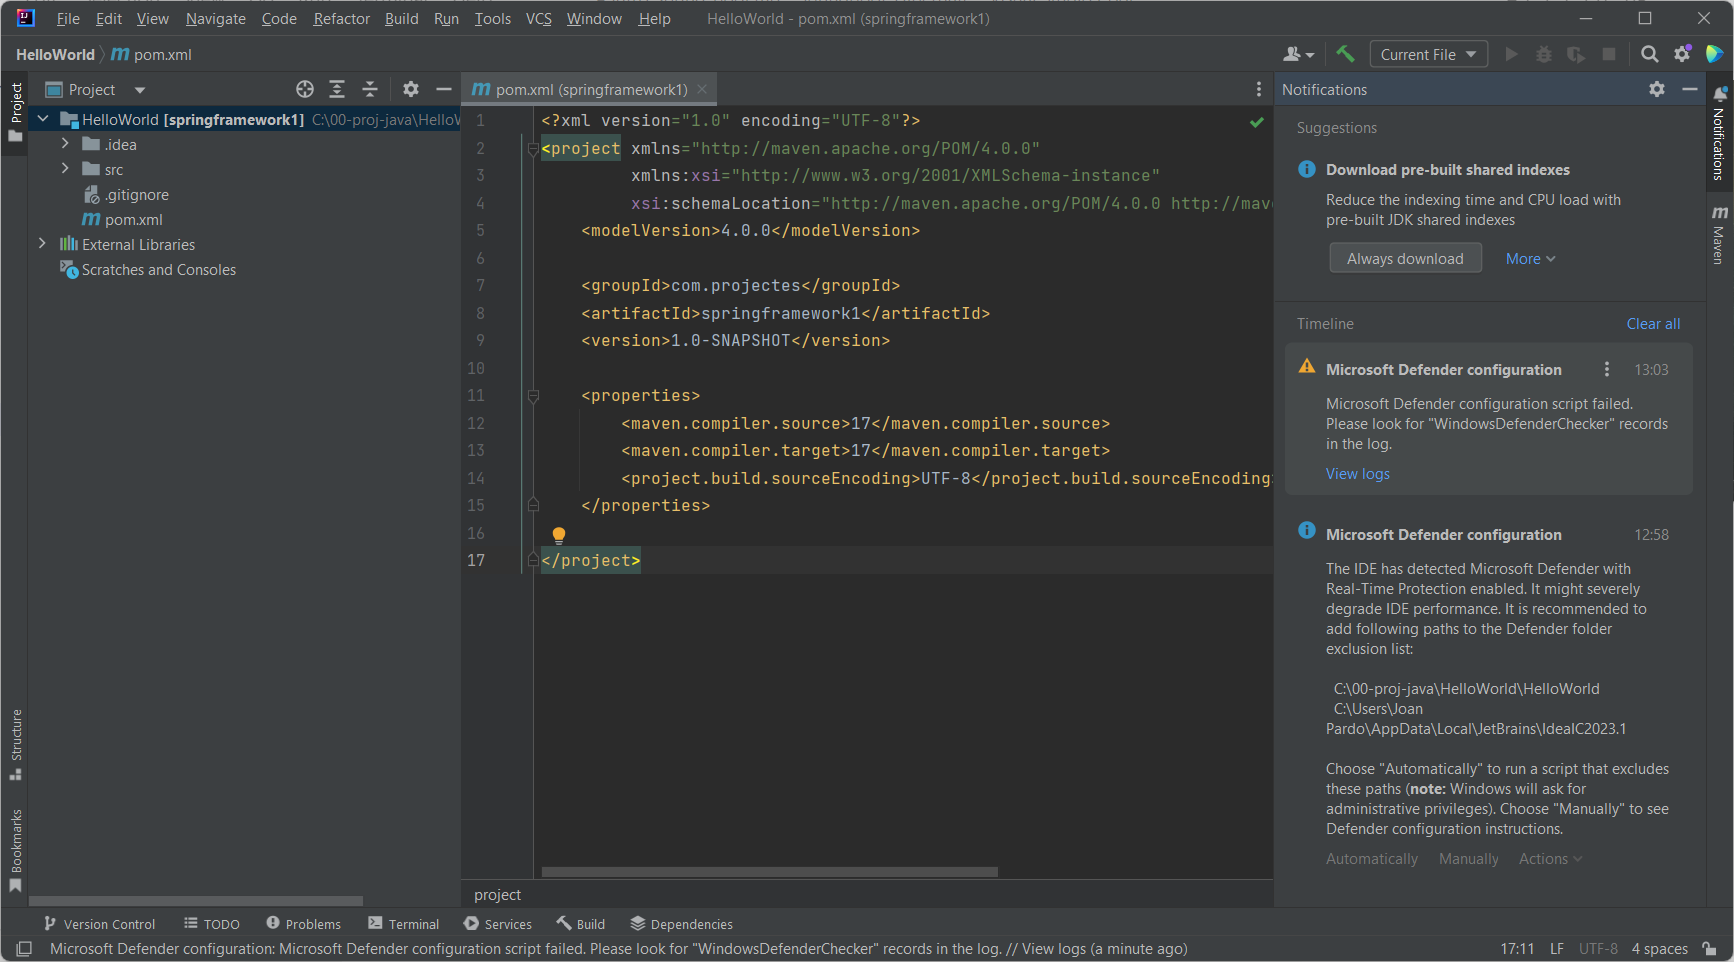 File Edit View Navigate Code Refactor Build Run Tools VCS Window Help HelloWorld - pom.xml (springframework1)
HelloWorld pom.xml
Current File
Project
Project
pom.xml (springframework1)
HelloWorld [springframework1] C:\00-proj-java\HelloW
.idea
src
.gitignore
pom.xml
External Libraries
Scratches and Consoles
Structure
Bookmarks
1 <?xml version="1.0" encoding="UTF-8"?>
2 <project xmlns="http://maven.apache.org/POM/4.0.0"
3 xmlns:xsi="http://www.w3.org/2001/XMLSchema-instance"
4 xsi:schemaLocation="http://maven.apache.org/POM/4.0.0 http://mave
5 <modelVersion>4.0.0</modelVersion>
6
7 <groupId>com.projectes</groupId>
8 <artifactId>springframework1</artifactId>
9 <version>1.0-SNAPSHOT</version>
10
11 <properties>
12 <maven.compiler.source>17</maven.compiler.source>
13 <maven.compiler.target>17</maven.compiler.target>
14 <project.build.sourceEncoding>UTF-8</project.build.sourceEncoding>
15 </properties>
16
17 </project>
project
Notifications
Suggestions
Download pre-built shared indexes
Reduce the indexing time and CPU load with
pre-built JDK shared indexes
Always download More
Timeline Clear all
Microsoft Defender configuration 13:03
Microsoft Defender configuration script failed.
Please look for "WindowsDefenderChecker" records
in the log.
View logs
Microsoft Defender configuration 12:58
The IDE has detected Microsoft Defender with
Real-Time Protection enabled. It might severely
degrade IDE performance. It is recommended to
add following paths to the Defender folder
exclusion list:
C:\00-proj-java\HelloWorld\HelloWorld
C:\Users\Joan
Pardo\AppData\Local\JetBrains\IdeaIC2023.1
Choose "Automatically" to run a script that excludes
these paths (note: Windows will ask for
administrative privileges). Choose "Manually" to see
Defender configuration instructions.
Automatically Manually Actions
Notifications
Maven
Version Control TODO Problems Terminal Services Build Dependencies
Microsoft Defender configuration: Microsoft Defender configuration script failed. Please look for "WindowsDefenderChecker" records in the log. // View logs (a minute ago) 17:11 LF UTF-8 4 spaces